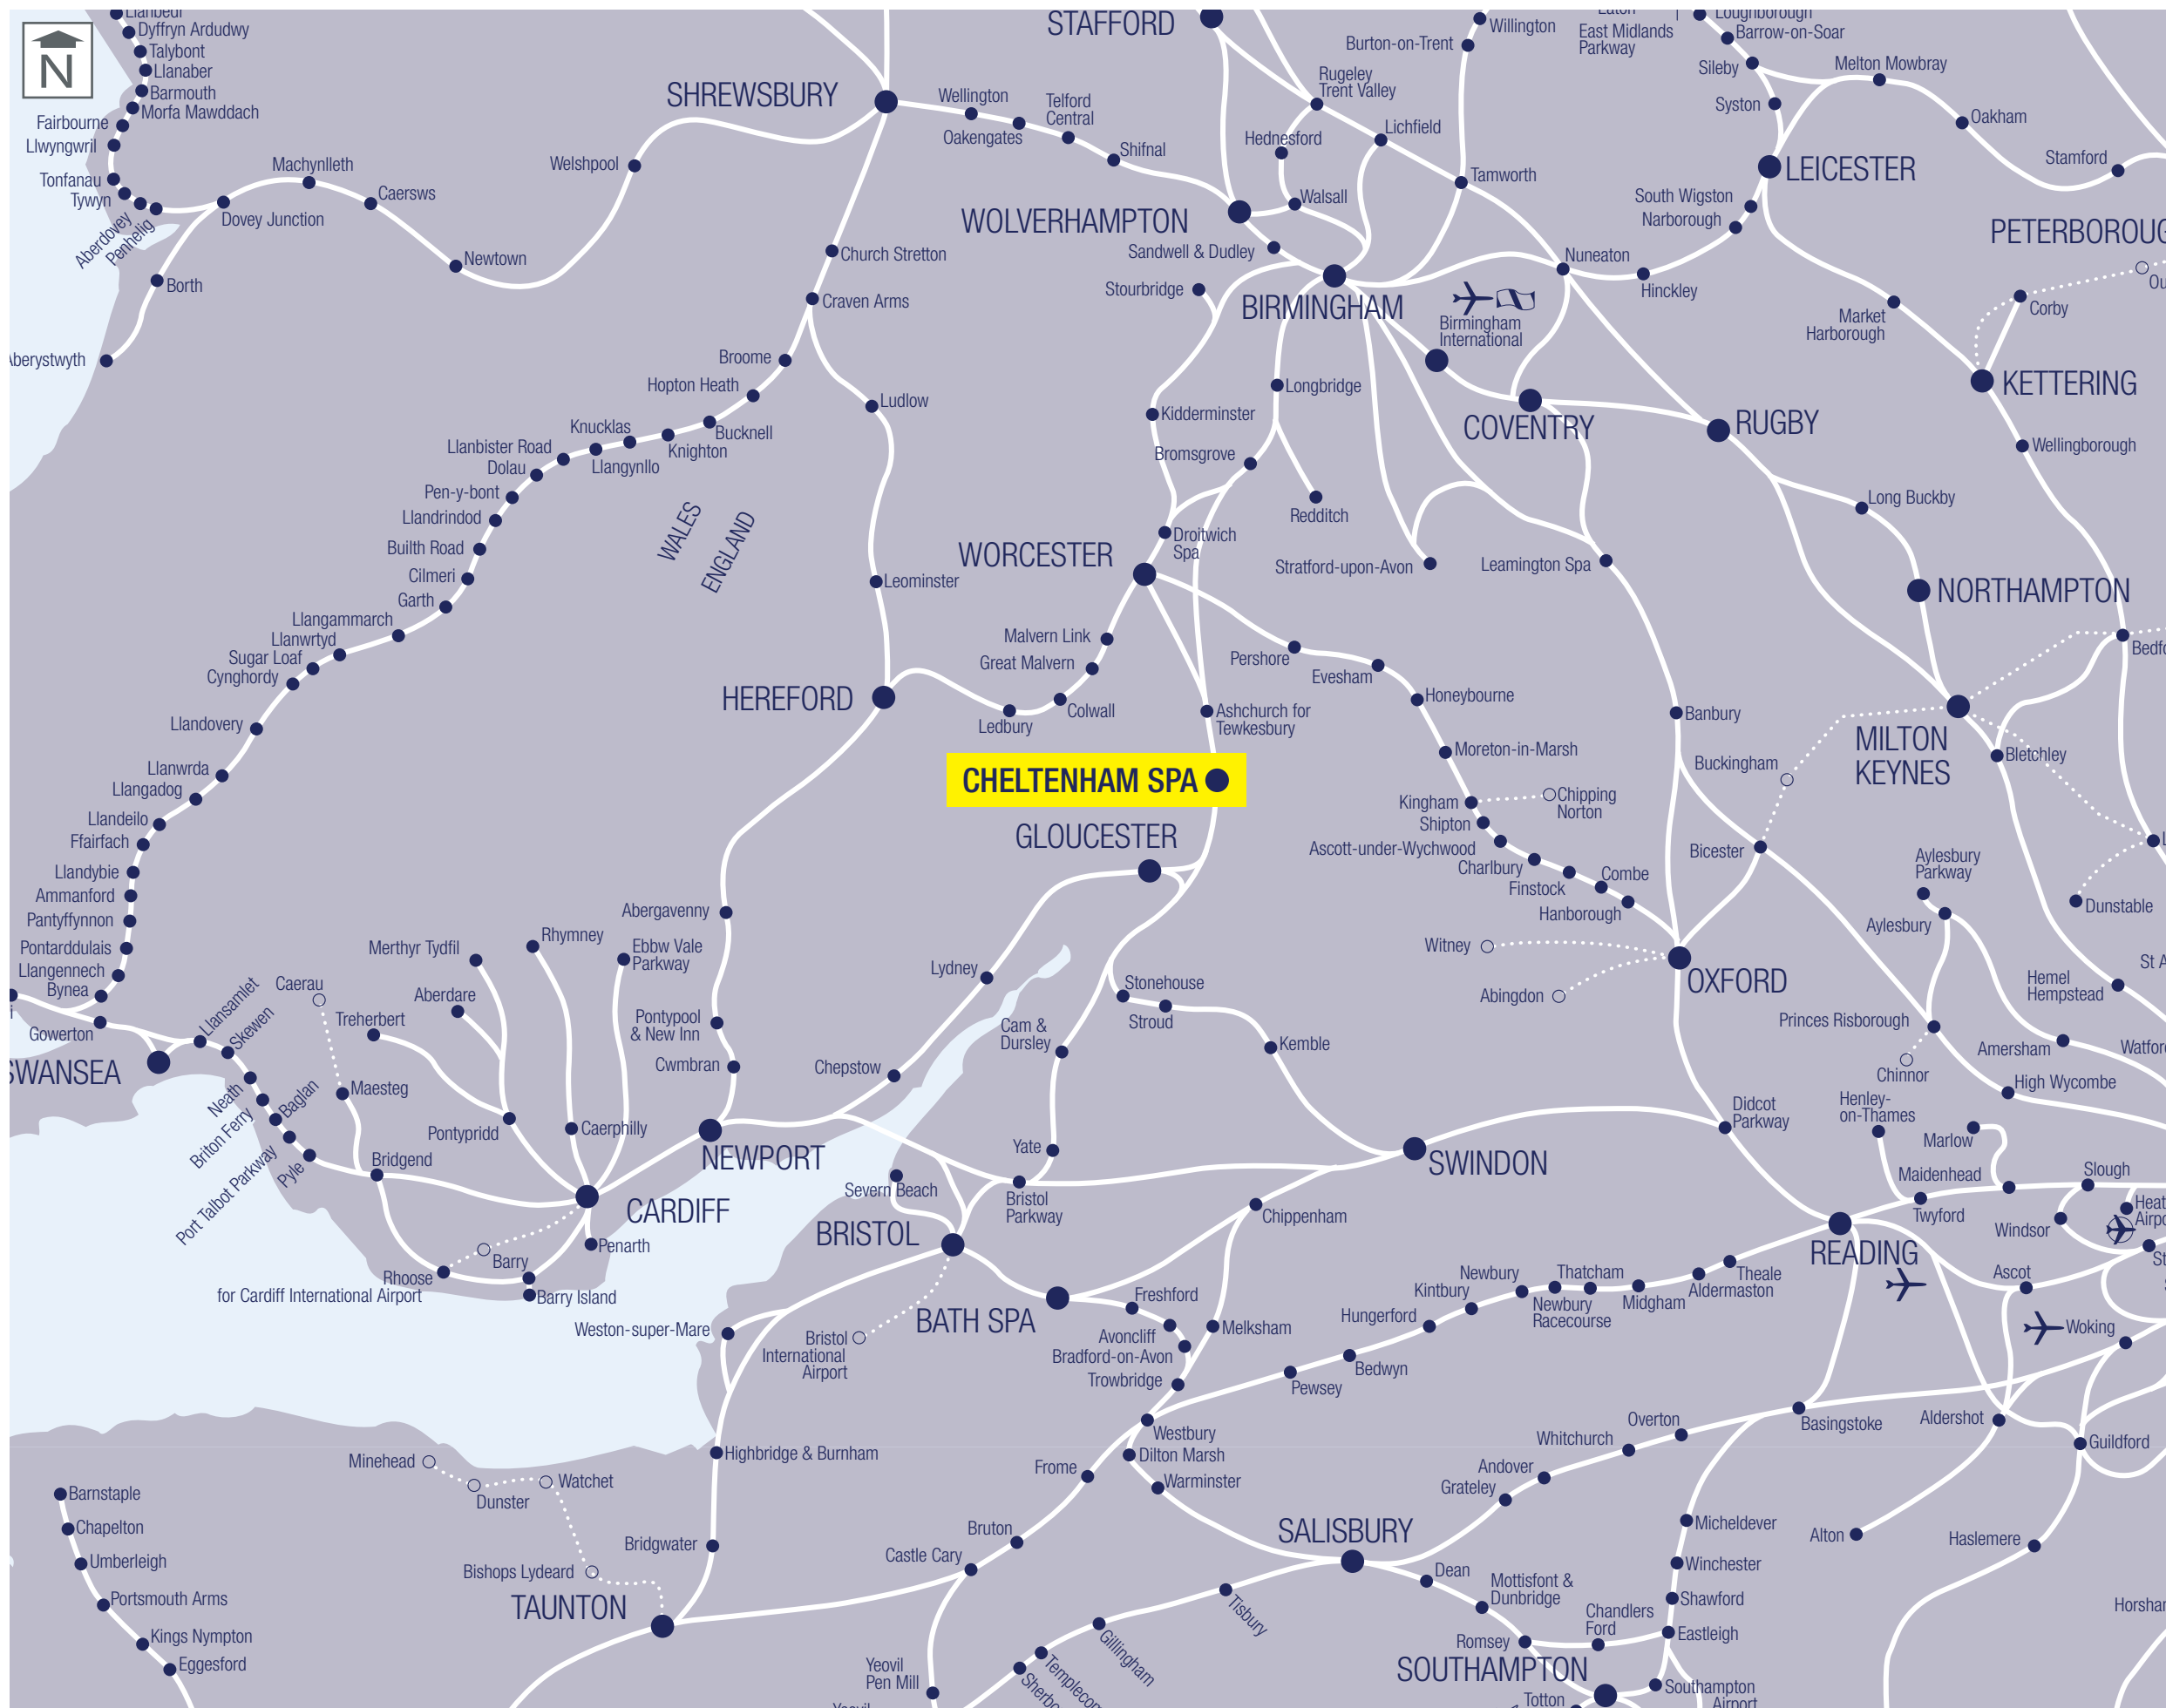 N
Llanbedr
Dyffryn Ardudwy
Talybont
Llanaber
Barmouth
Morfa Mawddach
Fairbourne
Llwyngwril
Tonfanau
Tywyn
Aberdovey
Penhelig
Dovey Junction
Machynlleth
Caersws
Newtown
Welshpool
Borth
SHREWSBURY
Wellington
Oakengates
Telford
Central
Shifnal
STAFFORD
WOLVERHAMPTON
Sandwell & Dudley
Stourbridge
BIRMINGHAM
Rugeley
Trent Valley
Hednesford
Walsall
Lichfield
Burton-on-Trent
Willington
Tamworth
East Midlands
Parkway
Loughborough
Barrow-on-Soar
Sileby
Syston
Melton Mowbray
Oakham
Stamford
LEICESTER
South Wigston
Narborough
Nuneaton
Hinckley
Birmingham
International
Market
Harborough
Corby
KETTERING
Wellingborough
COVENTRY
RUGBY
Long Buckby
NORTHAMPTON
Church Stretton
Craven Arms
Broome
Hopton Heath
Bucknell
Knighton
Knucklas
Llangynllo
Llanbister Road
Dolau
Pen-y-bont
Llandrindod
Builth Road
Cilmeri
Garth
Llangammarch
Llanwrtyd
Sugar Loaf
Cynghordy
Llandovery
Llanwrda
Llangadog
Llandeilo
Ffairfach
Llandybie
Ammanford
Pantyffynnon
Pontarddulais
Llangennech
Bynea
Gowerton
WALES
ENGLAND
Ludlow
Leominster
HEREFORD
Ledbury
Colwall
Great Malvern
Malvern Link
WORCESTER
Droitwich
Spa
Kidderminster
Bromsgrove
Longbridge
Redditch
Stratford-upon-Avon
Leamington Spa
Pershore
Evesham
Honeybourne
Moreton-in-Marsh
Ashchurch for
Tewkesbury
CHELTENHAM SPA
GLOUCESTER
Kingham
Chipping
Norton
Shipton
Ascott-under-Wychwood
Charlbury
Finstock
Combe
Hanborough
Witney
Abingdon
OXFORD
Banbury
Buckingham
Bicester
MILTON
KEYNES
Bletchley
Aylesbury
Parkway
Aylesbury
Dunstable
Hemel
Hempstead
Princes Risborough
Chinnor
Amersham
High Wycombe
Henley-
on-Thames
Marlow
Maidenhead
Slough
Twyford
Windsor
READING
Ascot
Woking
Didcot
Parkway
SWINDON
Abergavenny
Merthyr Tydfil
Rhymney
Ebbw Vale
Parkway
Aberdare
Treherbert
Caerau
Maesteg
Pontypridd
Caerphilly
Pontypool
& New Inn
Cwmbran
NEWPORT
Chepstow
Lydney
Stonehouse
Stroud
Kemble
Cam &
Dursley
Yate
Bristol
Parkway
Severn Beach
BRISTOL
CARDIFF
Penarth
Barry
Barry Island
Rhoose
for Cardiff International Airport
Bridgend
Pyle
Port Talbot Parkway
Baglan
Briton Ferry
Neath
Skewen
Llansamlet
Chippenham
BATH SPA
Freshford
Avoncliff
Bradford-on-Avon
Trowbridge
Melksham
Westbury
Dilton Marsh
Warminster
Frome
Bruton
Castle Cary
Pewsey
Bedwyn
Hungerford
Kintbury
Newbury
Newbury
Racecourse
Thatcham
Midgham
Aldermaston
Theale
Basingstoke
Overton
Whitchurch
Andover
Grateley
Aldershot
Guildford
Alton
Haslemere
Weston-super-Mare
Bristol
International
Airport
Highbridge & Burnham
Bridgwater
Minehead
Dunster
Watchet
Bishops Lydeard
TAUNTON
Barnstaple
Chapelton
Umberleigh
Portsmouth Arms
Kings Nympton
Eggesford
SALISBURY
Tisbury
Gillingham
Yeovil
Pen Mill
Dean
Mottisfont &
Dunbridge
Romsey
Chandlers
Ford
Micheldever
Winchester
Shawford
Eastleigh
Southampton
Airport
SOUTHAMPTON
Totton